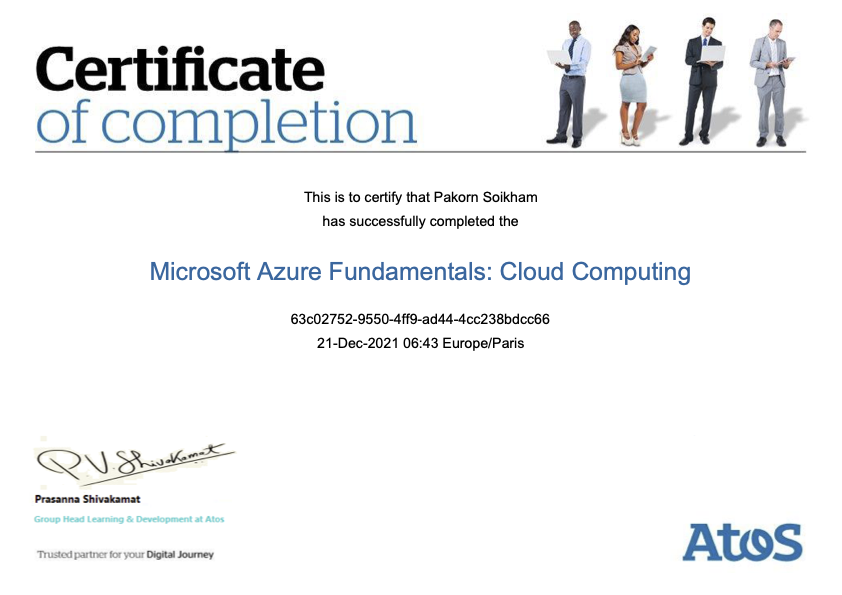 Certificate
of completion
This is to certify that Pakorn Soikham
has successfully completed the
Microsoft Azure Fundamentals: Cloud Computing
63c02752-9550-4ff9-ad44-4cc238bdcc66
21-Dec-2021 06:43 Europe/Paris
P.V.Shivakamat
Prasanna Shivakamat
Group Head Learning & Development at Atos
Trusted partner for your Digital Journey
Atos